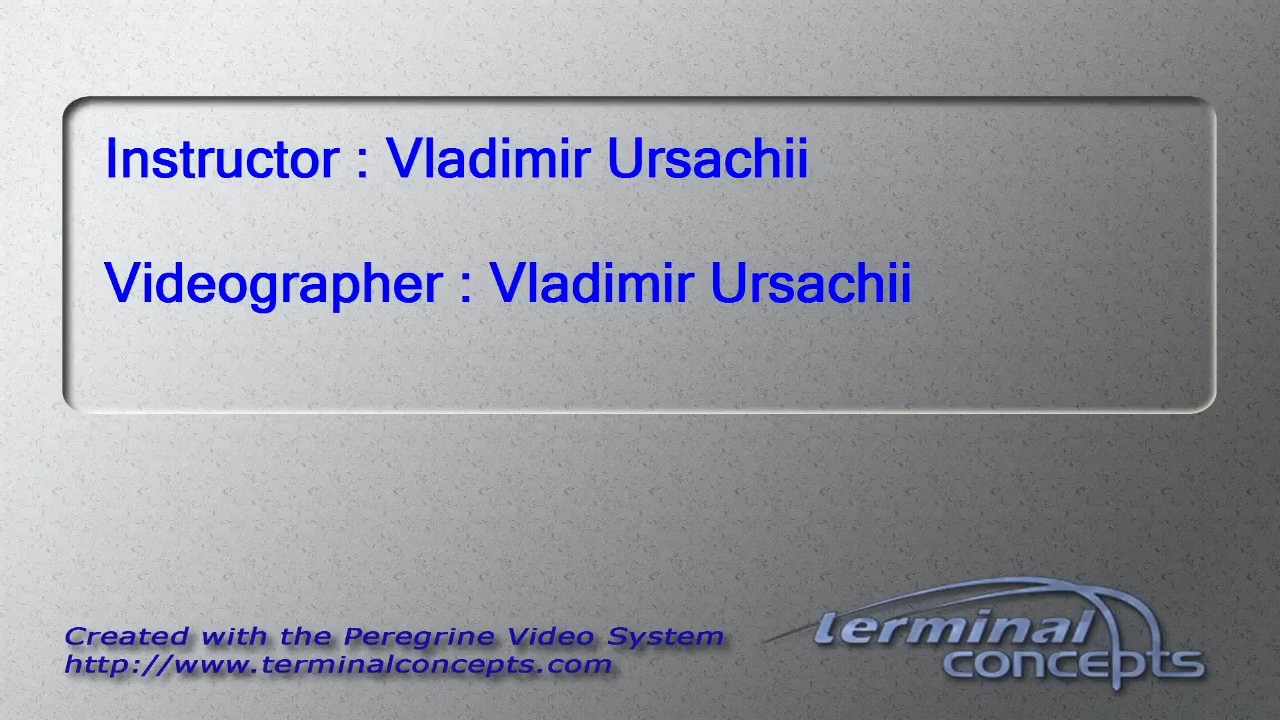 Instructor : Vladimir Ursachii
Videographer : Vladimir Ursachii
Created with the Peregrine Video System
http://www.terminalconcepts.com
terminal
concepts